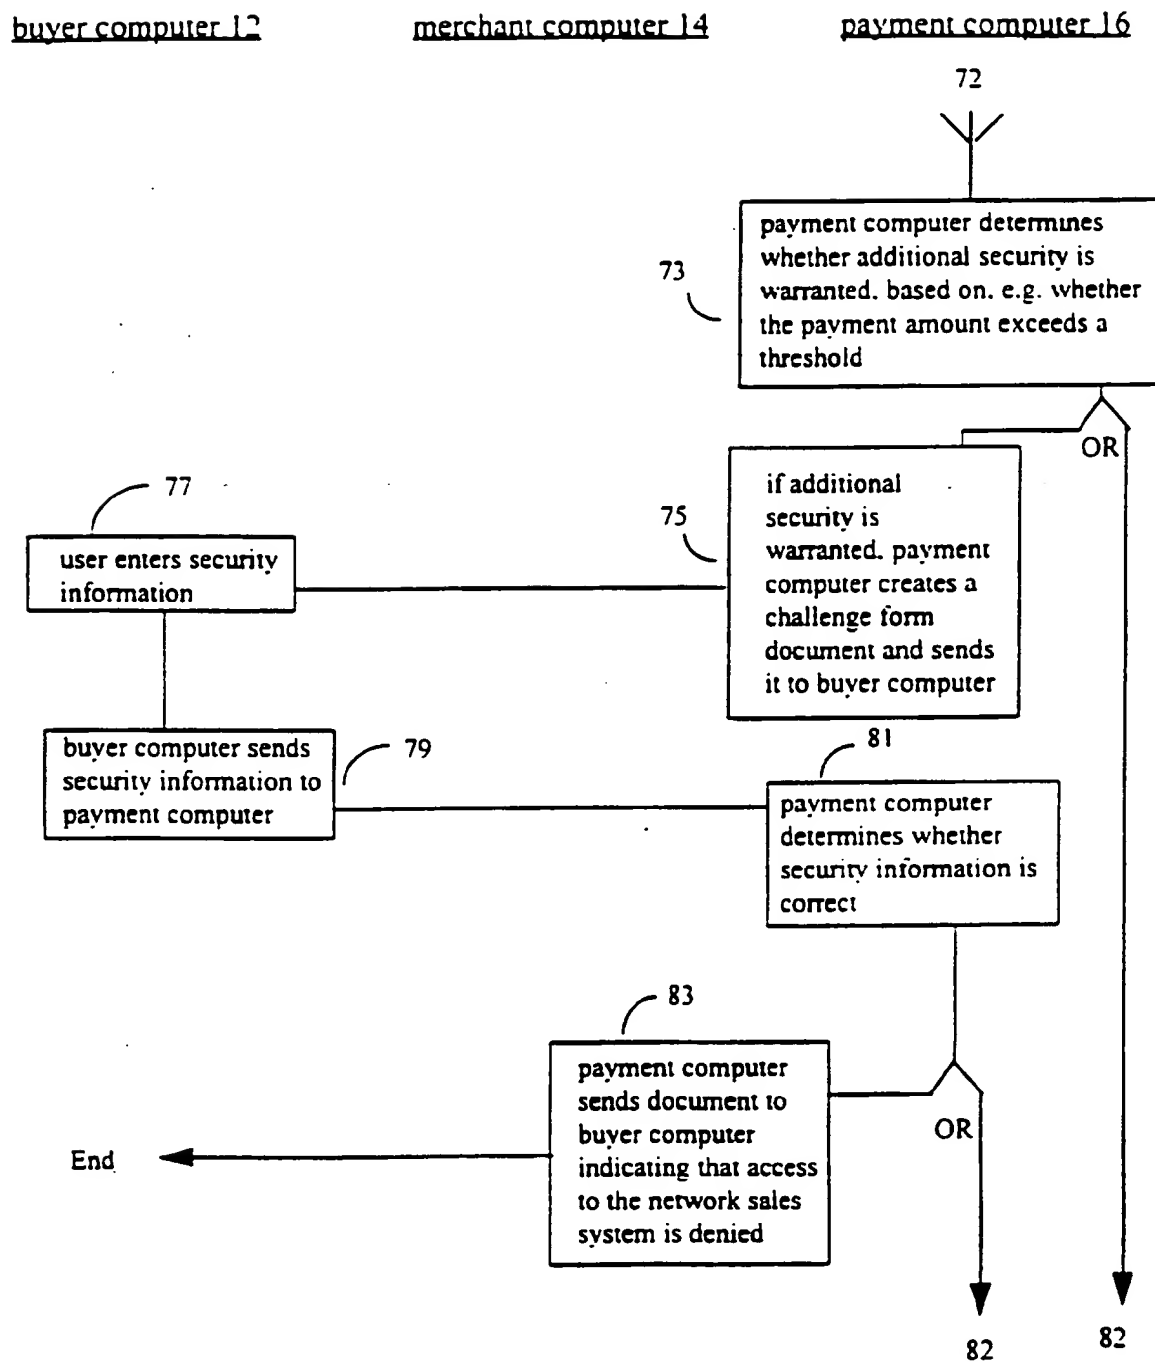 buyer computer 12
merchant computer 14
payment computer 16
72
payment computer determines
whether additional security is
warranted. based on. e.g. whether
the payment amount exceeds a
threshold
73
OR
if additional
security is
warranted. payment
computer creates a
challenge form
document and sends
it to buyer computer
75
77
user enters security
information
buyer computer sends
security information to
payment computer
79
81
payment computer
determines whether
security information is
correct
83
payment computer
sends document to
buyer computer
indicating that access
to the network sales
system is denied
OR
End
82
82